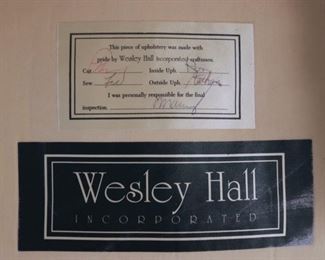 This piece of upholstery was made with
pride by Wesley Hall Incorporated craftsmen.
Cut Inside Uph.
Sew Outside Uph.
I was personally responsible for the final
inspection.
Wesley Hall
INCORPORATED